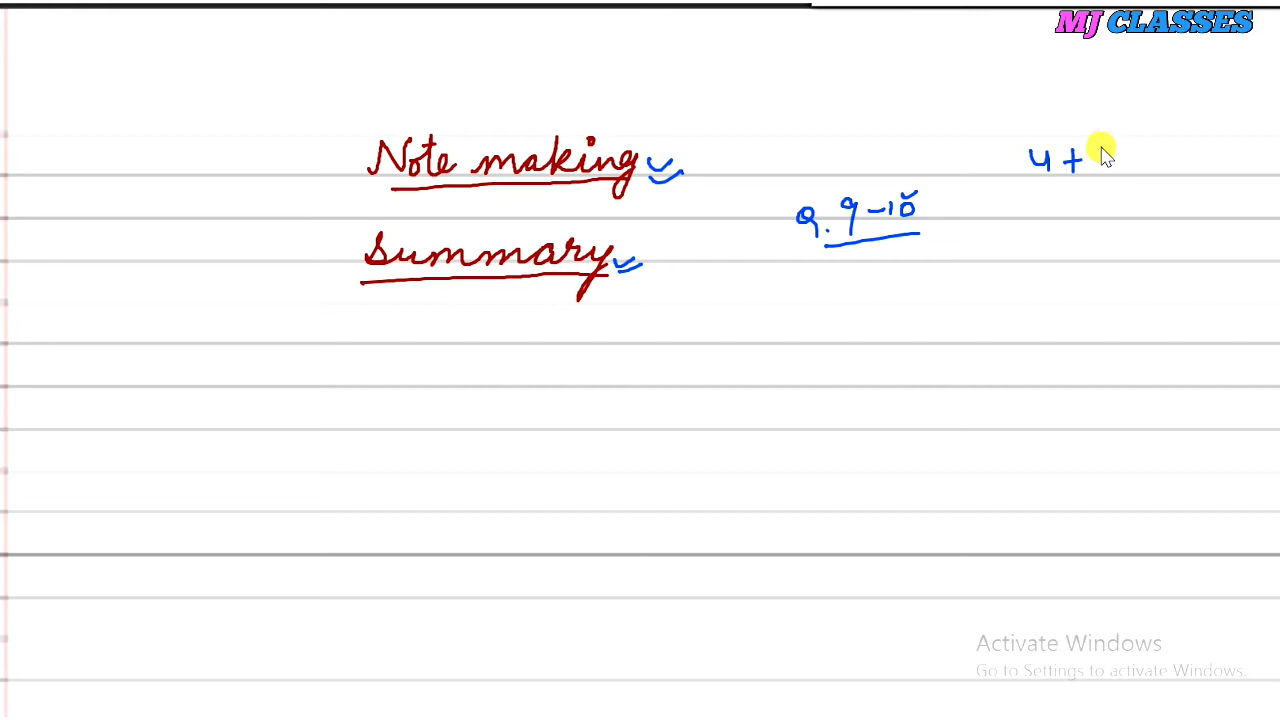 MJ CLASSES
Note making
4 +
Q. 9-10
Summary
Activate Windows
Go to Settings to activate Windows.